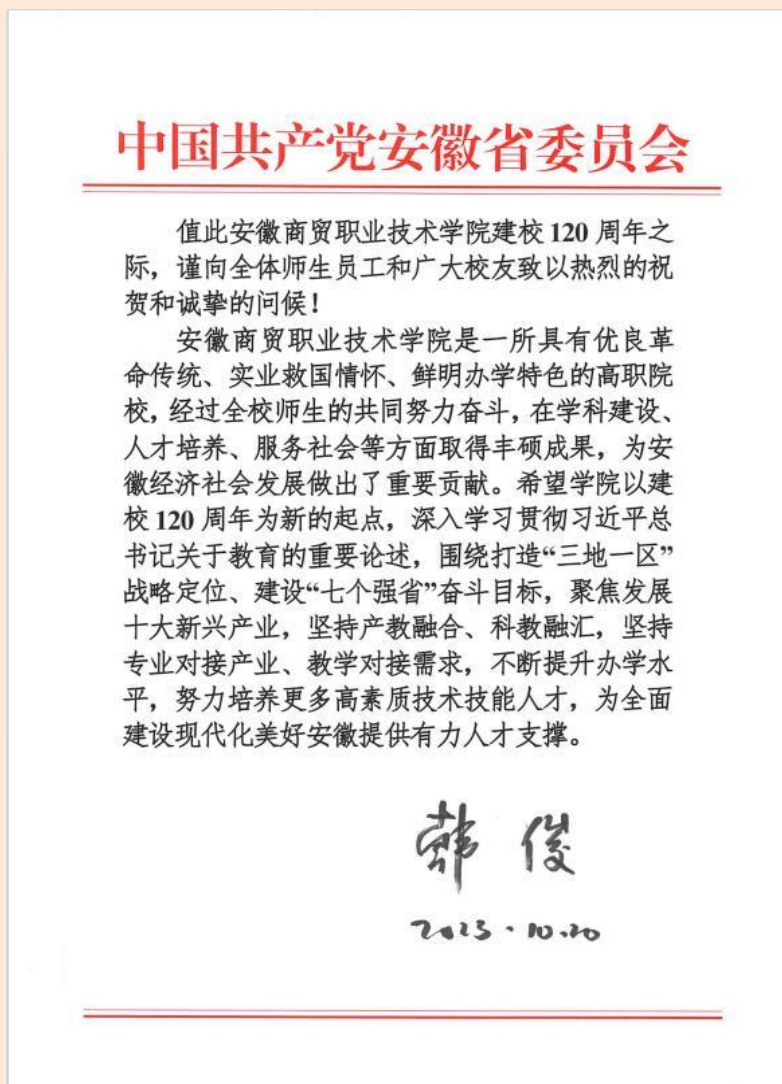 中国共产党安徽省委员会
值此安徽商贸职业技术学院建校 120 周年之
际，谨向全体师生员工和广大校友致以热烈的祝
贺和诚挚的问候！
安徽商贸职业技术学院是一所具有优良革
命传统、实业救国情怀、鲜明办学特色的高职院
校，经过全校师生的共同努力奋斗，在学科建设、
人才培养、服务社会等方面取得丰硕成果，为安
徽经济社会发展做出了重要贡献。希望学院以建
校 120 周年为新的起点，深入学习贯彻习近平总
书记关于教育的重要论述，围绕打造“三地一区”
战略定位、建设“七个强省”奋斗目标，聚焦发展
十大新兴产业，坚持产教融合、科教融汇，坚持
专业对接产业、教学对接需求，不断提升办学水
平，努力培养更多高素质技术技能人才，为全面
建设现代化美好安徽提供有力人才支撑。
韩俊
2023.10.20